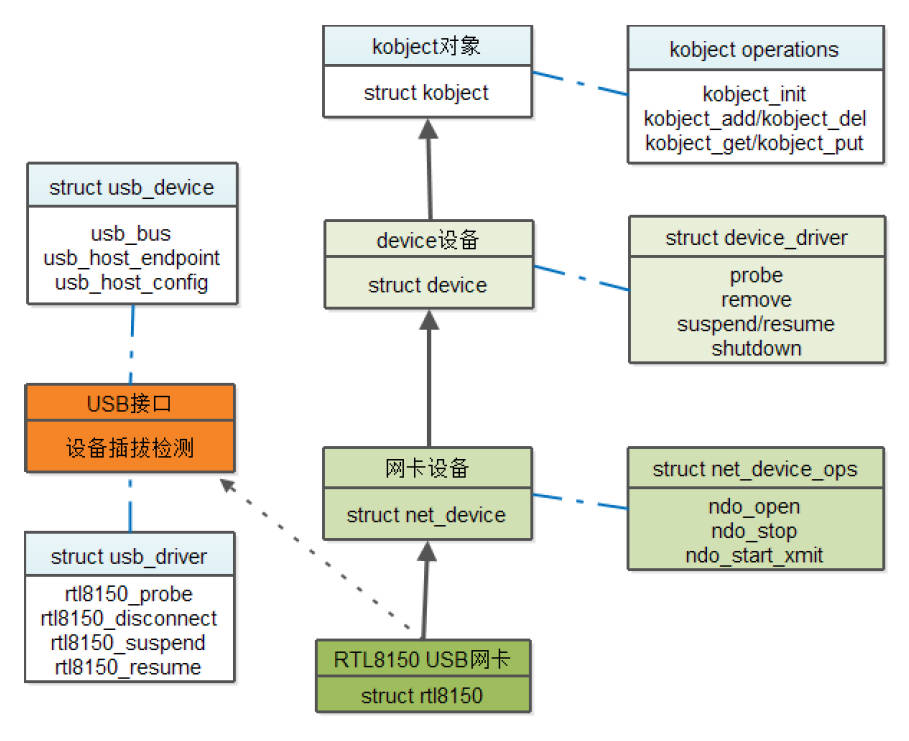 kobject对象
struct kobject
kobject operations
kobject_init
kobject_add/kobject_del
kobject_get/kobject_put
struct usb_device
usb_bus
usb_host_endpoint
usb_host_config
device设备
struct device
struct device_driver
probe
remove
suspend/resume
shutdown
USB接口
设备插拔检测
网卡设备
struct net_device
struct net_device_ops
ndo_open
ndo_stop
ndo_start_xmit
struct usb_driver
rtl8150_probe
rtl8150_disconnect
rtl8150_suspend
rtl8150_resume
RTL8150 USB网卡
struct rtl8150